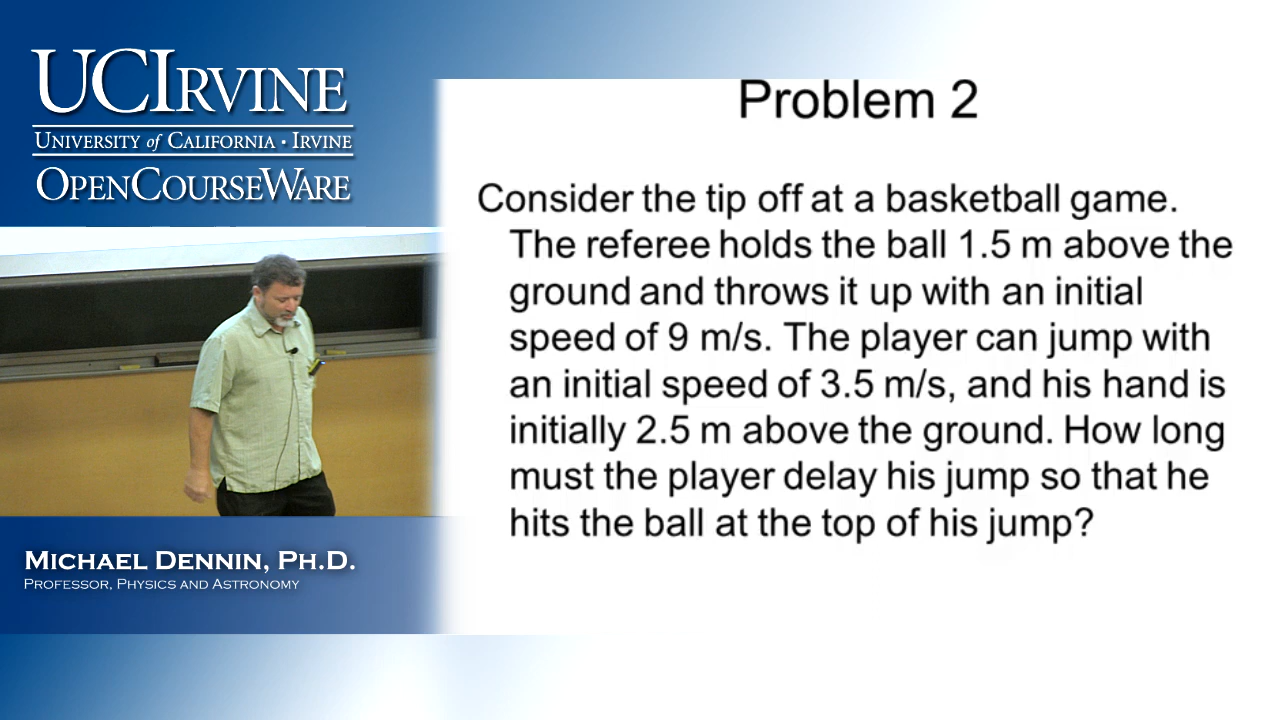 UCIRVINE
UNIVERSITY of CALIFORNIA · IRVINE
OPENCOURSEWARE
MICHAEL DENNIN, PH.D.
PROFESSOR, PHYSICS AND ASTRONOMY
Problem 2
Consider the tip off at a basketball game.
The referee holds the ball 1.5 m above the
ground and throws it up with an initial
speed of 9 m/s. The player can jump with
an initial speed of 3.5 m/s, and his hand is
initially 2.5 m above the ground. How long
must the player delay his jump so that he
hits the ball at the top of his jump?